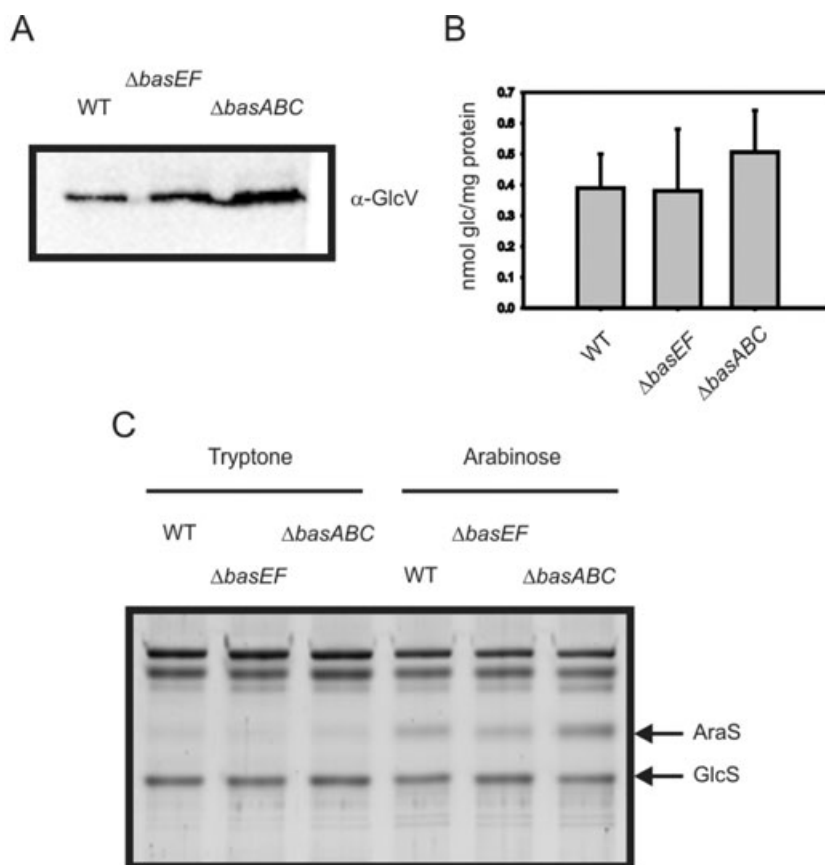 A
ΔbasEF
WT
ΔbasABC
α-GlcV
B
nmol glc/mg protein
0.7
0.6
0.5
0.4
0.3
0.2
0.1
0.0
WT
ΔbasEF
ΔbasABC
C
Tryptone
Arabinose
WT
ΔbasABC
ΔbasEF
ΔbasEF
WT
ΔbasABC
AraS
GlcS